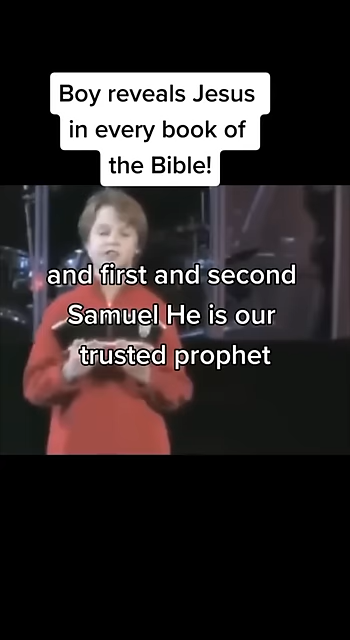 Boy reveals Jesus
in every book of
the Bible!
and first and second
Samuel He is our
trusted prophet